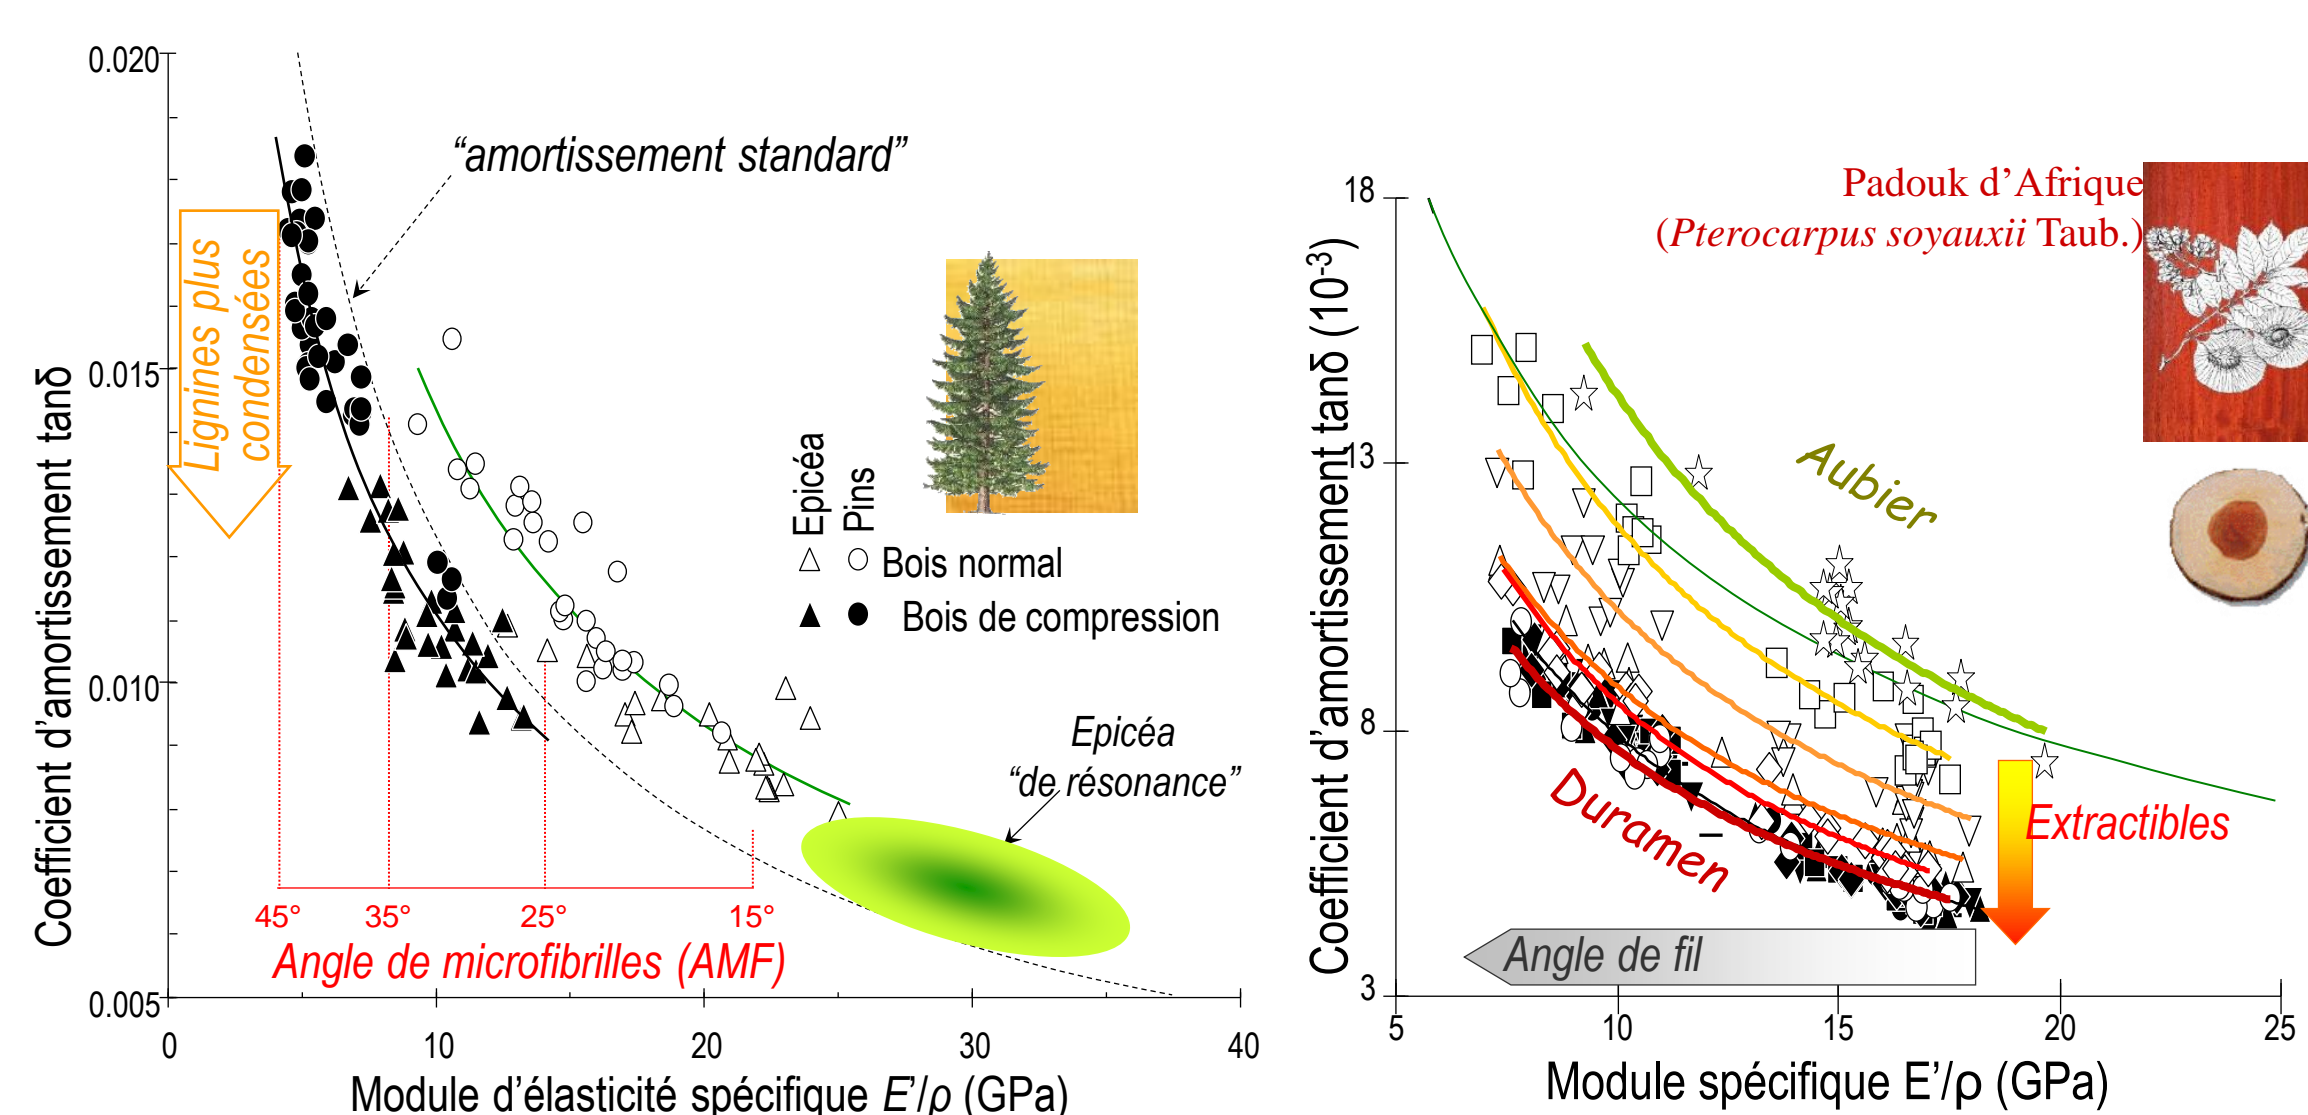 0.020
0.015
0.010
0.005
0
10
20
30
40
Coefficient d'amortissement tanδ
Module d'élasticité spécifique E'/ρ (GPa)
“amortissement standard”
Lignines plus
condensées
Epicéa
Pins
Bois normal
Bois de compression
Epicéa
“de résonance”
45°
35°
25°
15°
Angle de microfibrilles (AMF)
18
13
8
3
5
10
15
20
25
Coefficient d'amortissement tanδ (10-3)
Module spécifique E'/ρ (GPa)
Padouk d'Afrique
(Pterocarpus soyauxii Taub.)
Aubier
Duramen
Extractibles
Angle de fil